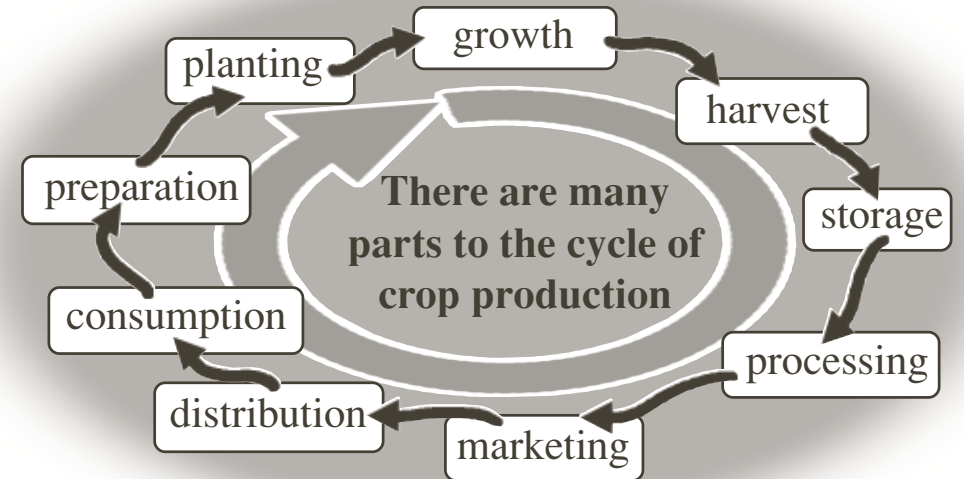 growth
planting
harvest
preparation
There are many
parts to the cycle of
crop production
storage
consumption
processing
distribution
marketing